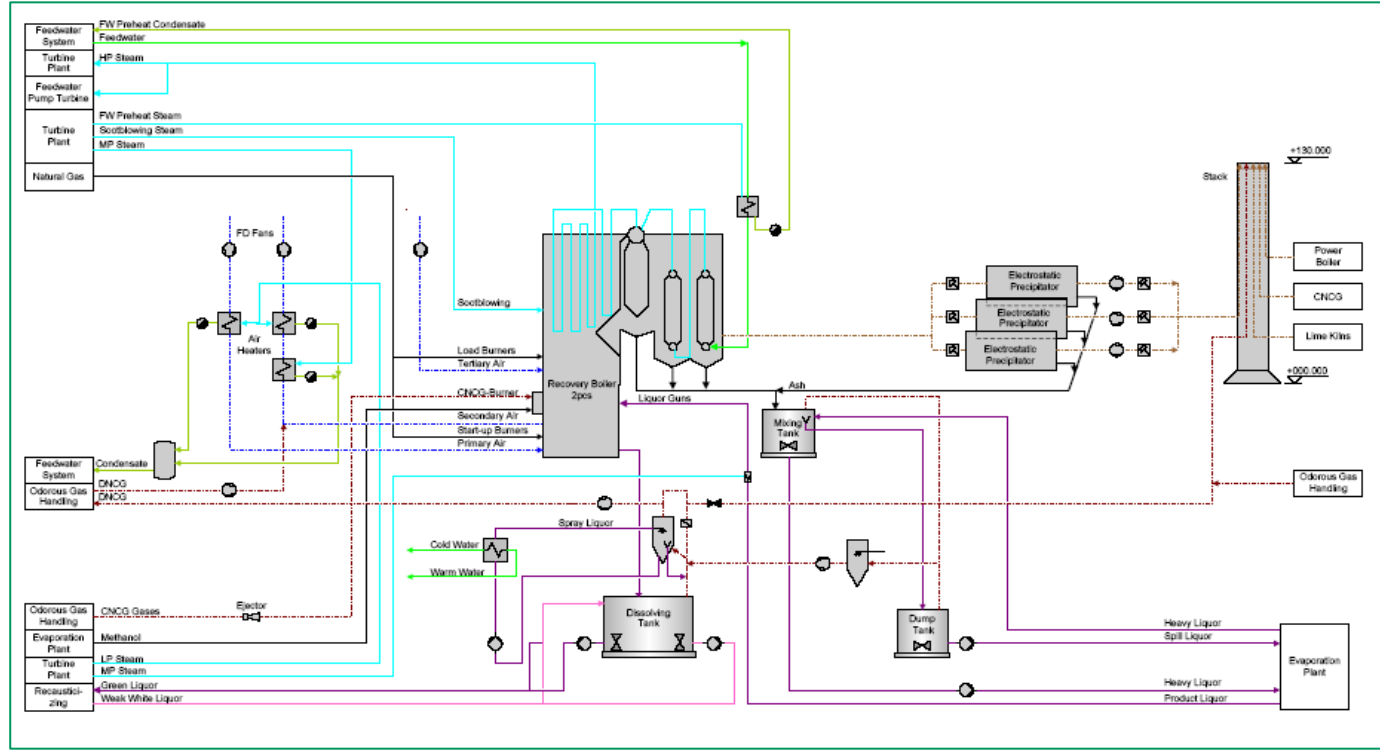 FW Preheat Condensate
Feedwater
System
Feedwater
Turbine
Plant
HP Steam
Feedwater
Pump Turbine
Turbine
Plant
FW Preheat Steam
Sootblowing Steam
MP Steam
Natural Gas
+130.000
Stack
FD Fans
Power
Boiler
CNCG
Lime Kilns
+000.000
Electrostatic
Precipitator
Electrostatic
Precipitator
Electrostatic
Precipitator
Sootblowing
Air
Heaters
Load Burners
Tertiary Air
Recovery Boiler
2pcs
CNCG-Burner
Secondary Air
Start-up Burners
Primary Air
Liquor Guns
Ash
Mixing
Tank
Feedwater
System
Condensate
Odorous Gas
Handling
DNCG
DNCG
Odorous Gas
Handling
Spray Liquor
Cold Water
Warm Water
Odorous Gas
Handling
CNCG Gases
Ejector
Evaporation
Plant
Methanol
Turbine
Plant
LP Steam
MP Steam
Recaustici-
zing
Green Liquor
Weak White Liquor
Dissolving
Tank
Dump
Tank
Heavy Liquor
Spill Liquor
Evaporation
Plant
Heavy Liquor
Product Liquor